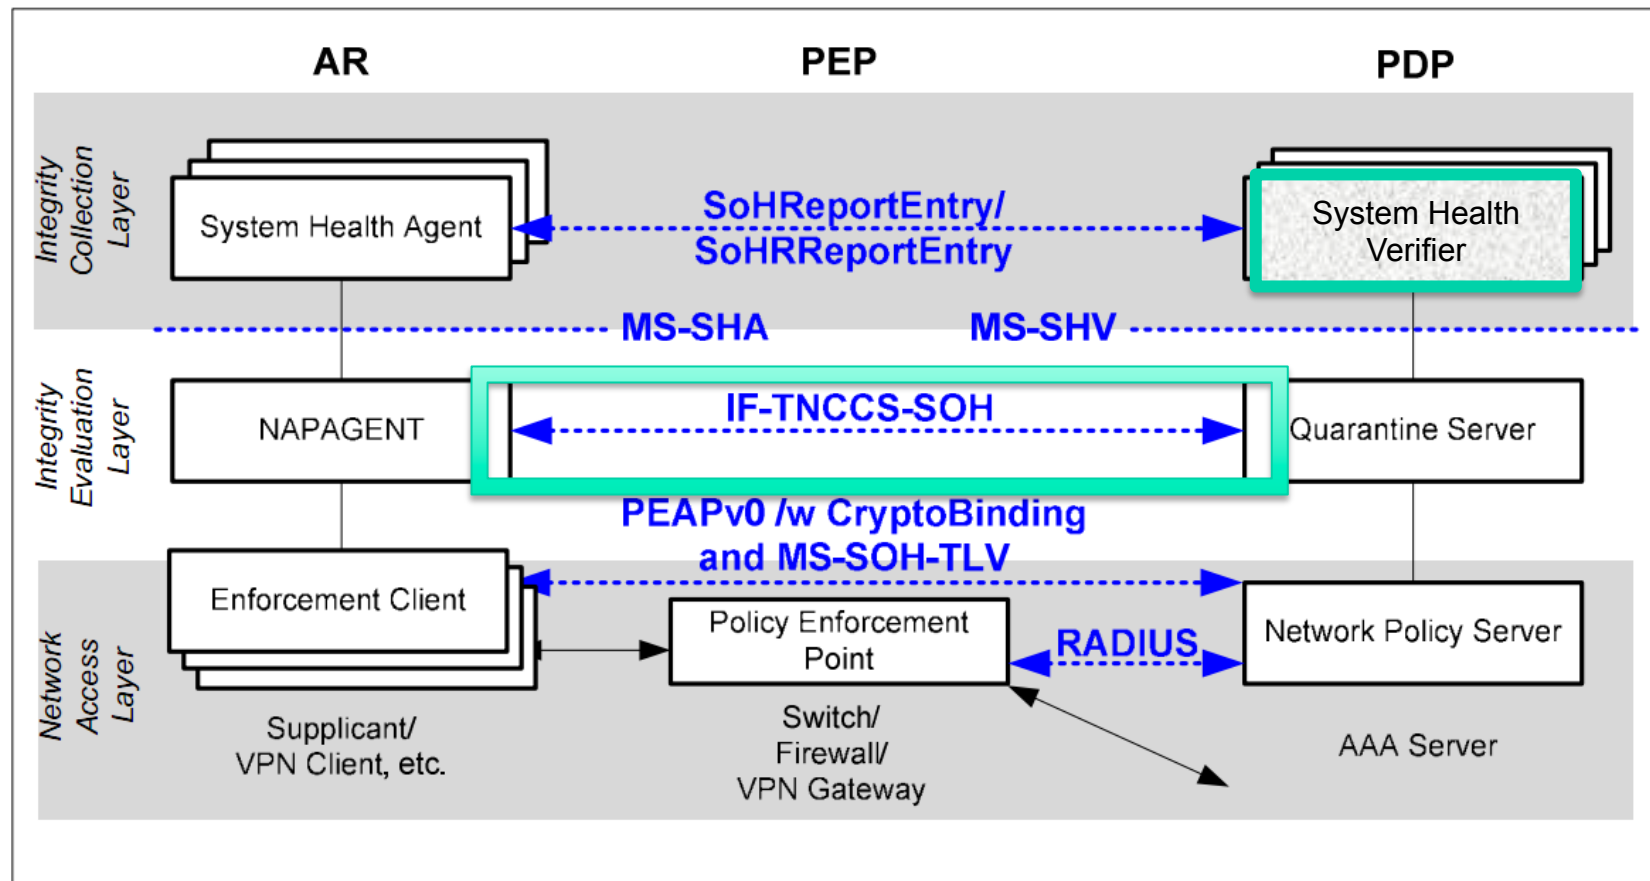 AR
PEP
PDP
Integrity
Collection
Layer
System Health Agent
SoHReportEntry/
SoHRReportEntry
System Health
Verifier
MS-SHA
MS-SHV
Integrity
Evaluation
Layer
NAPAGENT
IF-TNCCS-SOH
Quarantine Server
PEAPv0 /w CryptoBinding
and MS-SOH-TLV
Network
Access
Layer
Enforcement Client
Policy Enforcement
Point
RADIUS
Network Policy Server
Supplicant/
VPN Client, etc.
Switch/
Firewall/
VPN Gateway
AAA Server